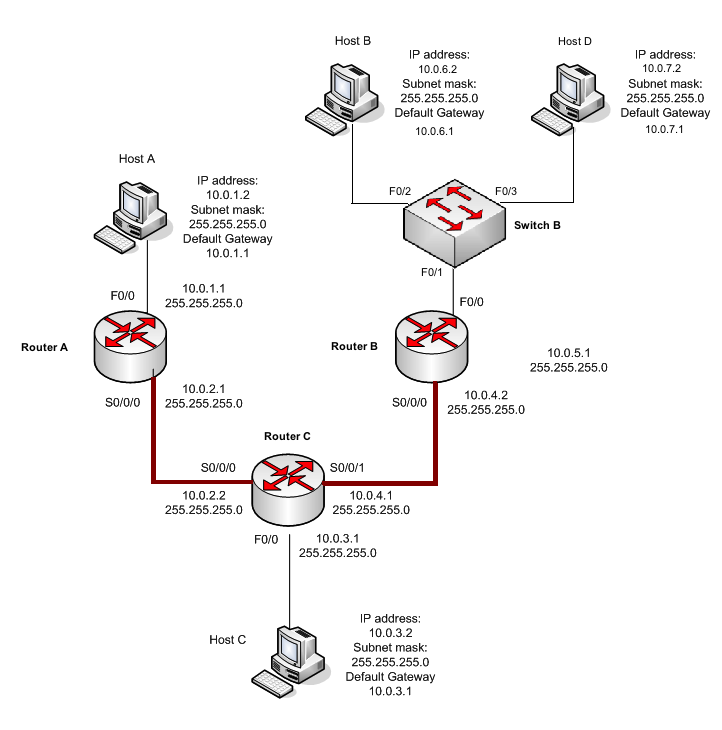 Host B
IP address:
10.0.6.2
Subnet mask:
255.255.255.0
Default Gateway
10.0.6.1
Host D
IP address:
10.0.7.2
Subnet mask:
255.255.255.0
Default Gateway
10.0.7.1
Host A
IP address:
10.0.1.2
Subnet mask:
255.255.255.0
Default Gateway
10.0.1.1
F0/2
F0/3
Switch B
F0/1
F0/0
10.0.1.1
255.255.255.0
F0/0
Router A
Router B
10.0.5.1
255.255.255.0
S0/0/0
10.0.2.1
255.255.255.0
S0/0/0
10.0.4.2
255.255.255.0
Router C
S0/0/0
S0/0/1
10.0.2.2
255.255.255.0
10.0.4.1
255.255.255.0
F0/0
10.0.3.1
255.255.255.0
Host C
IP address:
10.0.3.2
Subnet mask:
255.255.255.0
Default Gateway
10.0.3.1